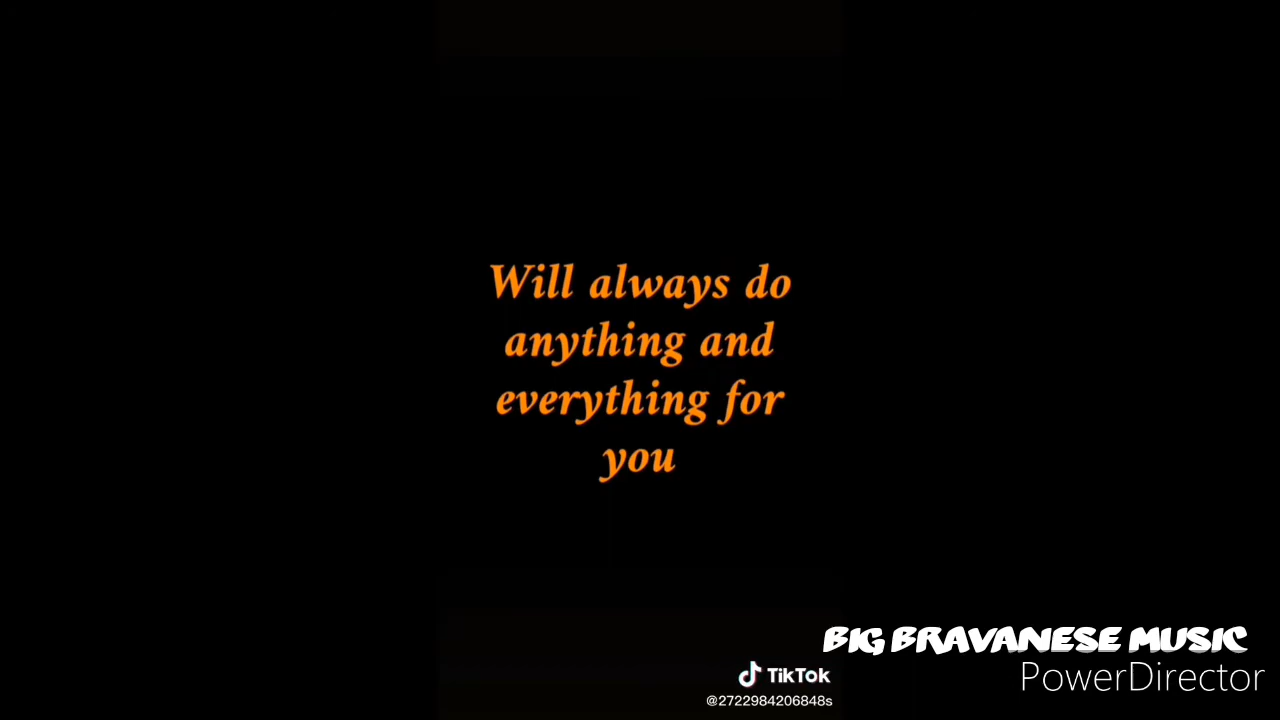 Will always do
anything and
everything for
you
BIG BRAVANESE MUSIC
PowerDirector
TikTok
@2722984206848s